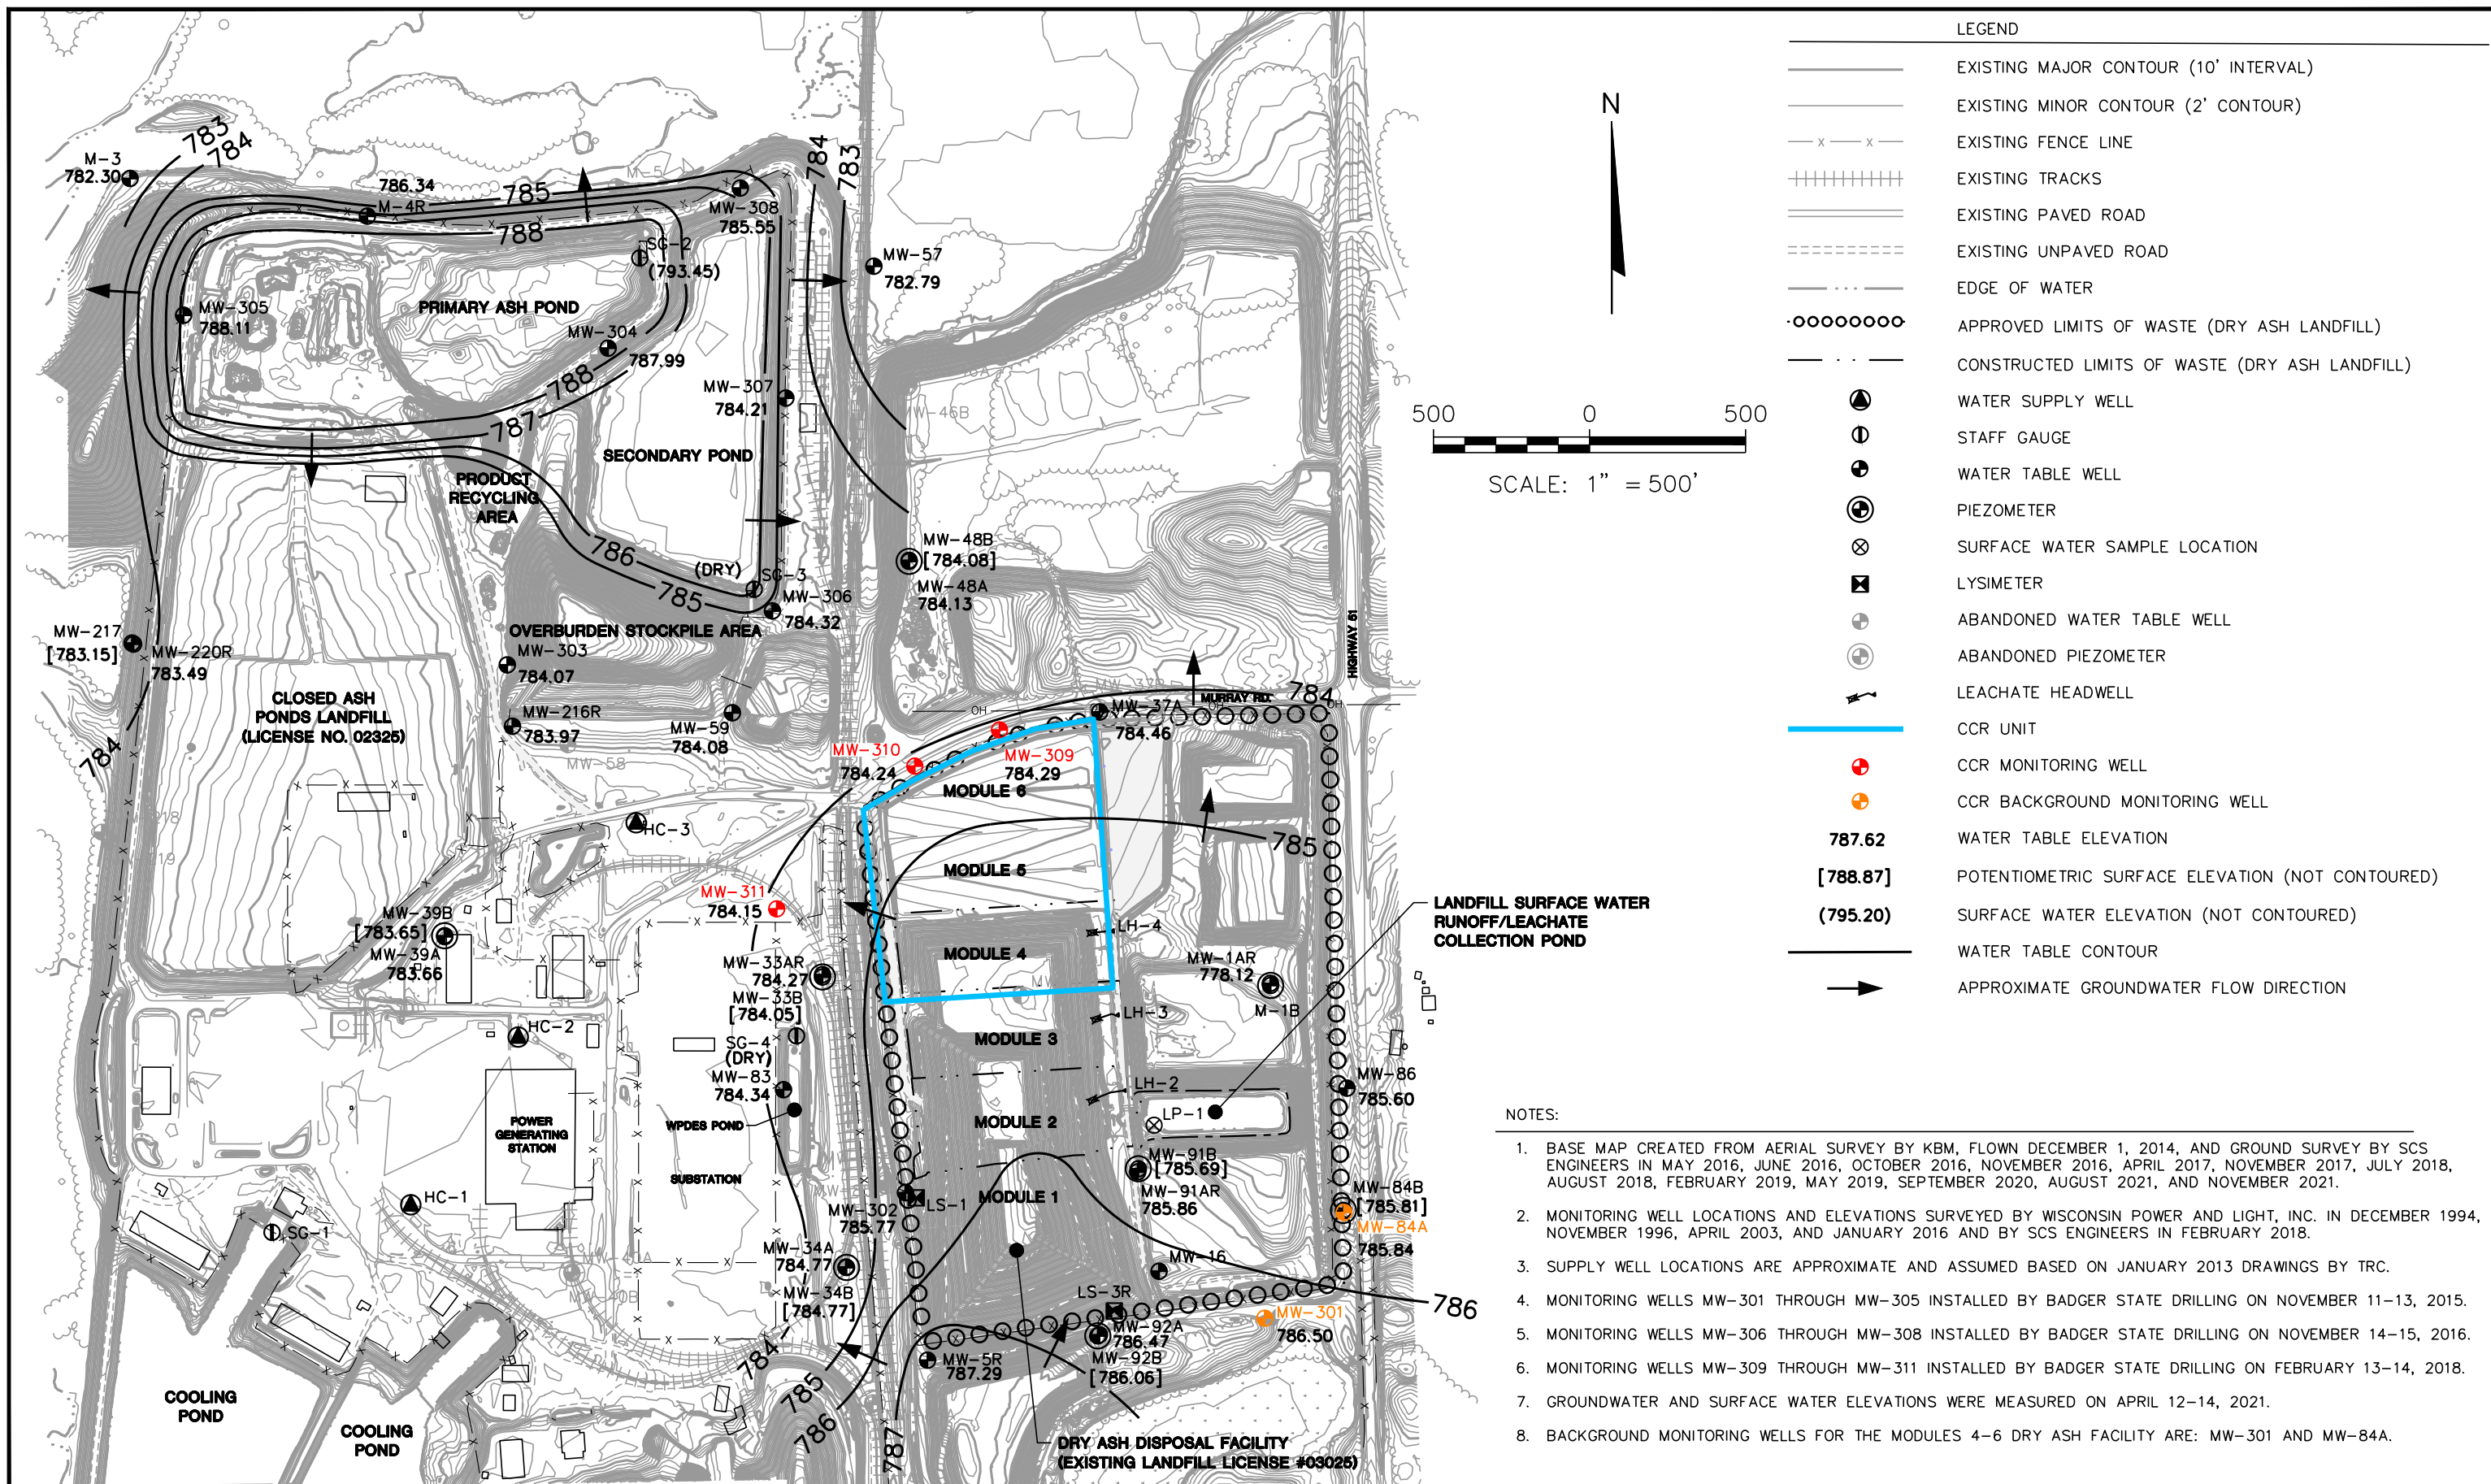 LEGEND
EXISTING MAJOR CONTOUR (10' INTERVAL)
EXISTING MINOR CONTOUR (2' CONTOUR)
EXISTING FENCE LINE
EXISTING TRACKS
EXISTING PAVED ROAD
EXISTING UNPAVED ROAD
EDGE OF WATER
APPROVED LIMITS OF WASTE (DRY ASH LANDFILL)
CONSTRUCTED LIMITS OF WASTE (DRY ASH LANDFILL)
WATER SUPPLY WELL
STAFF GAUGE
WATER TABLE WELL
PIEZOMETER
SURFACE WATER SAMPLE LOCATION
LYSIMETER
ABANDONED WATER TABLE WELL
ABANDONED PIEZOMETER
LEACHATE HEADWELL
CCR UNIT
CCR MONITORING WELL
CCR BACKGROUND MONITORING WELL
787.62 WATER TABLE ELEVATION
[788.87] POTENTIOMETRIC SURFACE ELEVATION (NOT CONTOURED)
(795.20) SURFACE WATER ELEVATION (NOT CONTOURED)
WATER TABLE CONTOUR
APPROXIMATE GROUNDWATER FLOW DIRECTION
N
500 0 500
SCALE: 1" = 500'
783
784
M-3
782.30
786.34
M-4R
785
788
M-5
MW-308
785.55
784
783
SG-2
(793.45)
MW-57
782.79
MW-305
788.11
PRIMARY ASH POND
MW-304
787.99
788
787
MW-307
784.21
MW-46B
SECONDARY POND
PRODUCT
RECYCLING
AREA
786
785
(DRY)
SG-3
MW-306
784.32
MW-48B
[784.08]
MW-48A
784.13
OVERBURDEN STOCKPILE AREA
MW-303
784.07
MW-217
[783.15]
MW-220R
783.49
784
CLOSED ASH
PONDS LANDFILL
(LICENSE NO. 02325)
MW-216R
783.97
MW-59
784.08
MW-58
HIGHWAY 61
MURRAY RD.
784
OH
OH
OH
MW-37A
784.46
MW-310
784.24
MW-309
784.29
MODULE 6
785
MODULE 5
HC-3
MW-311
784.15
MODULE 4
LH-4
LANDFILL SURFACE WATER
RUNOFF/LEACHATE
COLLECTION POND
MW-39B
[783.65]
MW-39A
783.66
MW-33AR
784.27
MW-33B
[784.05]
SG-4
(DRY)
MW-1AR
778.12
M-1B
LH-3
MODULE 3
HC-2
MW-83
784.34
WPDES POND
LH-2
MODULE 2
LP-1
MW-86
785.60
POWER
GENERATING
STATION
SUBSTATION
MW-91B
[785.69]
MW-91AR
785.86
MW-302
785.77
LS-1
MODULE 1
MW-84B
[785.81]
MW-84A
785.84
HC-1
SG-1
MW-40B
MW-34A
784.77
MW-34B
[784.77]
MW-16
LS-3R
MW-301
786.50
786
MW-92A
786.47
MW-92B
[786.06]
MW-5R
787.29
784
785
786
787
COOLING
POND
COOLING
POND
DRY ASH DISPOSAL FACILITY
(EXISTING LANDFILL LICENSE #03025)
NOTES:
1. BASE MAP CREATED FROM AERIAL SURVEY BY KBM, FLOWN DECEMBER 1, 2014, AND GROUND SURVEY BY SCS
ENGINEERS IN MAY 2016, JUNE 2016, OCTOBER 2016, NOVEMBER 2016, APRIL 2017, NOVEMBER 2017, JULY 2018,
AUGUST 2018, FEBRUARY 2019, MAY 2019, SEPTEMBER 2020, AUGUST 2021, AND NOVEMBER 2021.
2. MONITORING WELL LOCATIONS AND ELEVATIONS SURVEYED BY WISCONSIN POWER AND LIGHT, INC. IN DECEMBER 1994,
NOVEMBER 1996, APRIL 2003, AND JANUARY 2016 AND BY SCS ENGINEERS IN FEBRUARY 2018.
3. SUPPLY WELL LOCATIONS ARE APPROXIMATE AND ASSUMED BASED ON JANUARY 2013 DRAWINGS BY TRC.
4. MONITORING WELLS MW-301 THROUGH MW-305 INSTALLED BY BADGER STATE DRILLING ON NOVEMBER 11-13, 2015.
5. MONITORING WELLS MW-306 THROUGH MW-308 INSTALLED BY BADGER STATE DRILLING ON NOVEMBER 14-15, 2016.
6. MONITORING WELLS MW-309 THROUGH MW-311 INSTALLED BY BADGER STATE DRILLING ON FEBRUARY 13-14, 2018.
7. GROUNDWATER AND SURFACE WATER ELEVATIONS WERE MEASURED ON APRIL 12-14, 2021.
8. BACKGROUND MONITORING WELLS FOR THE MODULES 4-6 DRY ASH FACILITY ARE: MW-301 AND MW-84A.